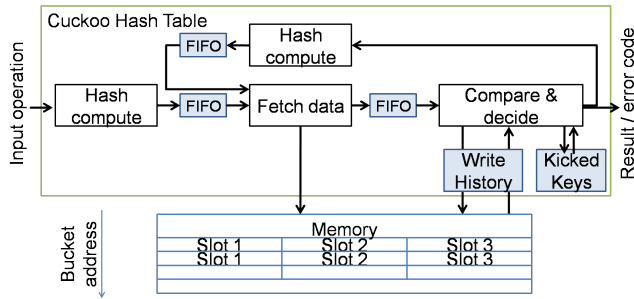 Cuckoo Hash Table
FIFO
Hash
compute
Input operation
Hash
compute
FIFO
Fetch data
FIFO
Compare &
decide
Result / error code
Write
History
Kicked
Keys
Bucket
address
Memory
Slot 1 Slot 2 Slot 3
Slot 1 Slot 2 Slot 3